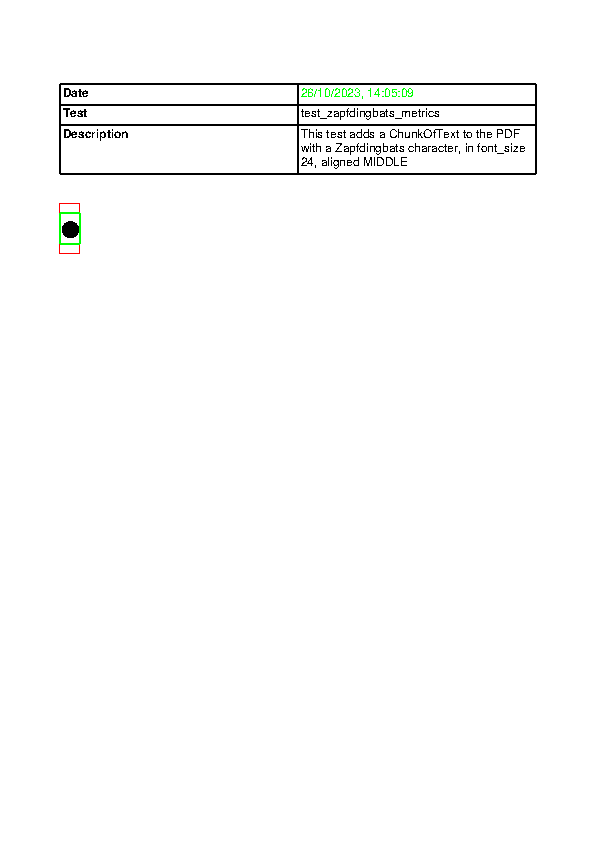 Date
26/10/2023, 14:05:09
Test
test_zapfdingbats_metrics
Description
This test adds a ChunkOfText to the PDF
with a Zapfdingbats character, in font_size
24, aligned MIDDLE
●